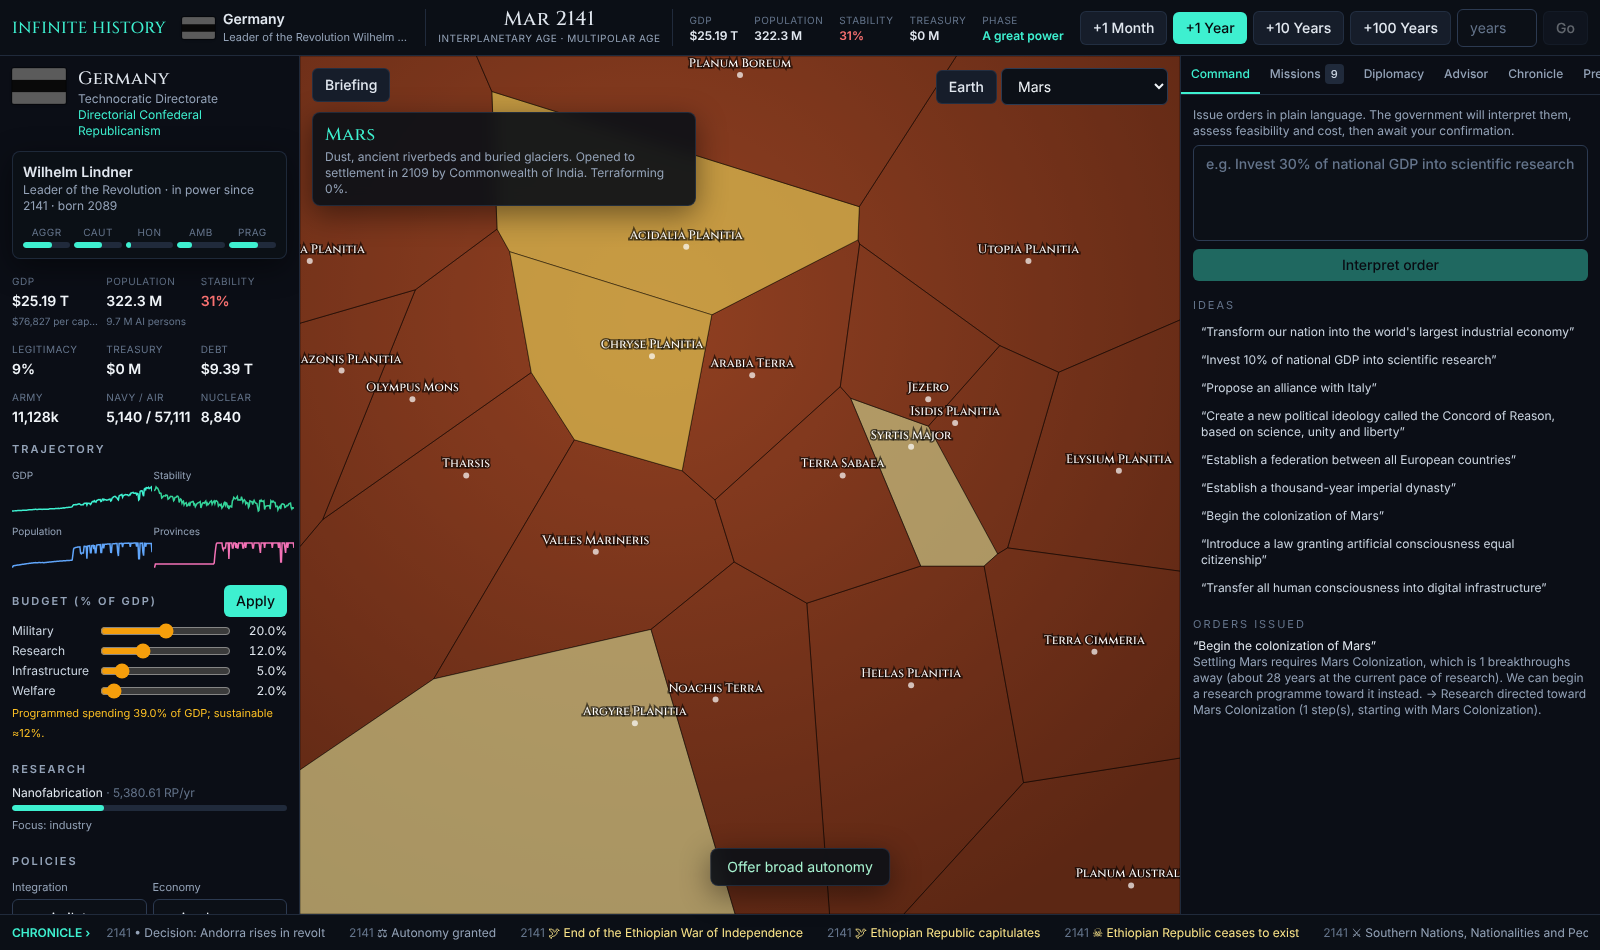 INFINITE HISTORY
Germany
Leader of the Revolution Wilhelm ...
MAR 2141
INTERPLANETARY AGE · MULTIPOLAR AGE
GDP
$25.19 T
POPULATION
322.3 M
STABILITY
31%
TREASURY
$0 M
PHASE
A great power
+1 Month
+1 Year
+10 Years
+100 Years
years
Go
GERMANY
Technocratic Directorate
Directorial Confederal
Republicanism
Wilhelm Lindner
Leader of the Revolution · in power since
2141 · born 2089
AGGR CAUT HON AMB PRAG
GDP POPULATION STABILITY
$25.19 T 322.3 M 31%
$76,827 per cap... 9.7 M AI persons
LEGITIMACY TREASURY DEBT
9% $0 M $9.39 T
ARMY NAVY / AIR NUCLEAR
11,128k 5,140 / 57,111 8,840
TRAJECTORY
GDP Stability
Population Provinces
BUDGET (% OF GDP) Apply
Military 20.0%
Research 12.0%
Infrastructure 5.0%
Welfare 2.0%
Programmed spending 39.0% of GDP; sustainable
≈12%.
RESEARCH
Nanofabrication · 5,380.61 RP/yr
Focus: industry
POLICIES
Integration Economy
Briefing
Earth
Mars
MARS
Dust, ancient riverbeds and buried glaciers. Opened to
settlement in 2109 by Commonwealth of India. Terraforming
0%.
PLANUM BOREUM
ACIDALIA PLANITIA
A PLANITIA
UTOPIA PLANITIA
CHRYSE PLANITIA
AZONIS PLANITIA
ARABIA TERRA
OLYMPUS MONS
JEZERO
ISIDIS PLANITIA
SYRTIS MAJOR
THARSIS
TERRA SABAEA
ELYSIUM PLANITIA
VALLES MARINERIS
TERRA CIMMERIA
HELLAS PLANITIA
NOACHIS TERRA
ARGYRE PLANITIA
PLANUM AUSTRAL
Offer broad autonomy
Command Missions 9 Diplomacy Advisor Chronicle Pre
Issue orders in plain language. The government will interpret them,
assess feasibility and cost, then await your confirmation.
e.g. Invest 30% of national GDP into scientific research
Interpret order
IDEAS
“Transform our nation into the world's largest industrial economy”
“Invest 10% of national GDP into scientific research”
“Propose an alliance with Italy”
“Create a new political ideology called the Concord of Reason,
based on science, unity and liberty”
“Establish a federation between all European countries”
“Establish a thousand-year imperial dynasty”
“Begin the colonization of Mars”
“Introduce a law granting artificial consciousness equal
citizenship”
“Transfer all human consciousness into digital infrastructure”
ORDERS ISSUED
“Begin the colonization of Mars”
Settling Mars requires Mars Colonization, which is 1 breakthroughs
away (about 28 years at the current pace of research). We can begin
a research programme toward it instead. → Research directed toward
Mars Colonization (1 step(s), starting with Mars Colonization).
CHRONICLE › 2141 • Decision: Andorra rises in revolt 2141 ⚖ Autonomy granted 2141 🕊 End of the Ethiopian War of Independence 2141 🕊 Ethiopian Republic capitulates 2141 ☠ Ethiopian Republic ceases to exist 2141 ⚔ Southern Nations, Nationalities and Pec